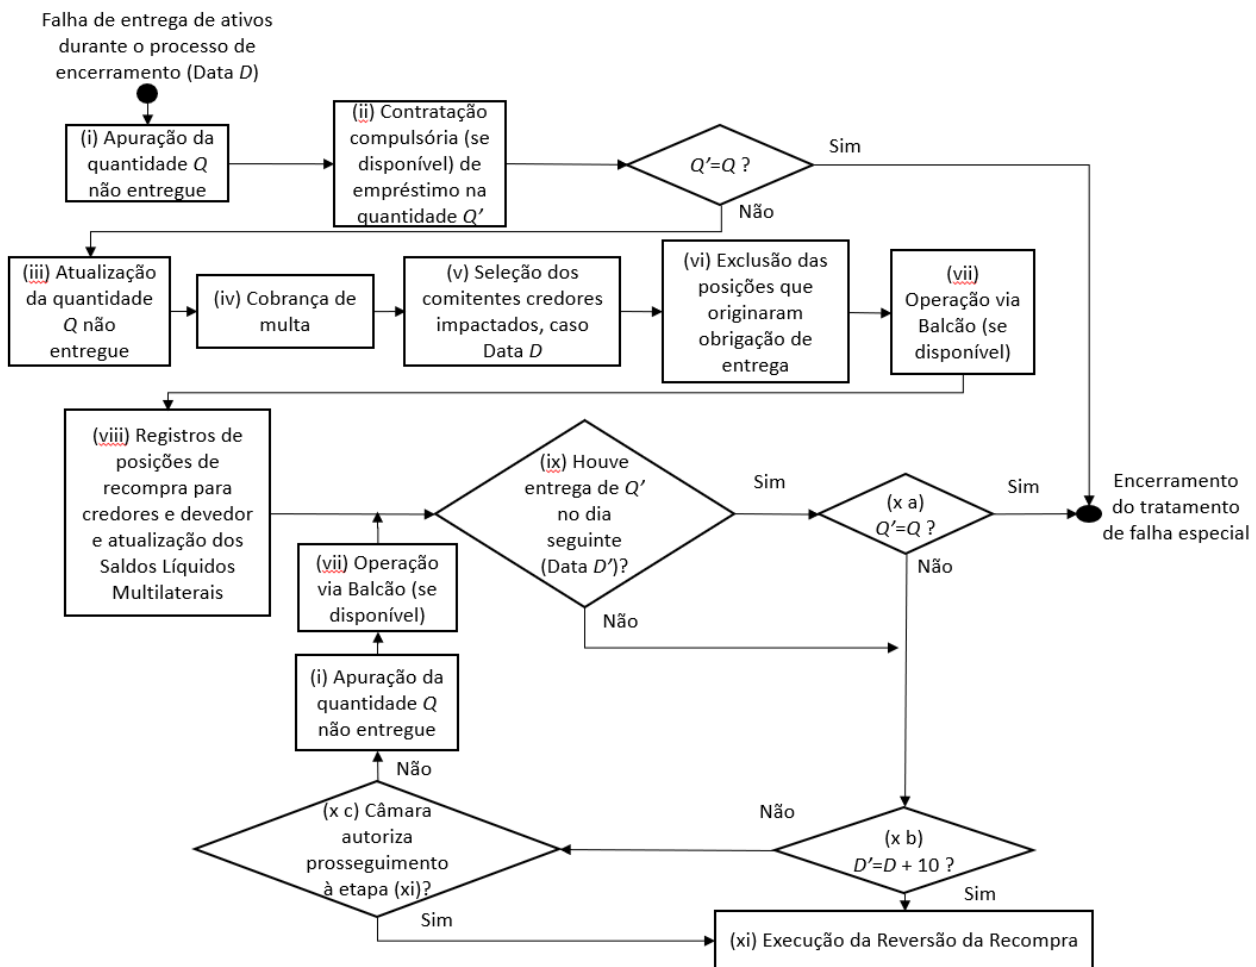 Falha de entrega de ativos
durante o processo de
encerramento (Data D)
(i) Apuração da
quantidade Q
não entregue
(ii) Contratação
compulsória (se
disponível) de
empréstimo na
quantidade Q’
Q’=Q ?
Sim
Não
(iii) Atualização
da quantidade
Q não
entregue
(iv) Cobrança de
multa
(v) Seleção dos
comitentes credores
impactados, caso
Data D
(vi) Exclusão das
posições que
originaram
obrigação de
entrega
(vii)
Operação via
Balcão (se
disponível)
(viii) Registros de
posições de
recompra para
credores e devedor
e atualização dos
Saldos Líquidos
Multilaterais
(ix) Houve
entrega de Q’
no dia
seguinte
(Data D’)?
Sim
Não
(x a)
Q’=Q ?
Sim
Não
Encerramento
do tratamento
de falha especial
(vii) Operação
via Balcão (se
disponível)
(i) Apuração da
quantidade Q
não entregue
Não
(x c) Câmara
autoriza
prosseguimento
à etapa (xi)?
Sim
Não
(x b)
D’=D + 10 ?
Sim
(xi) Execução da Reversão da Recompra